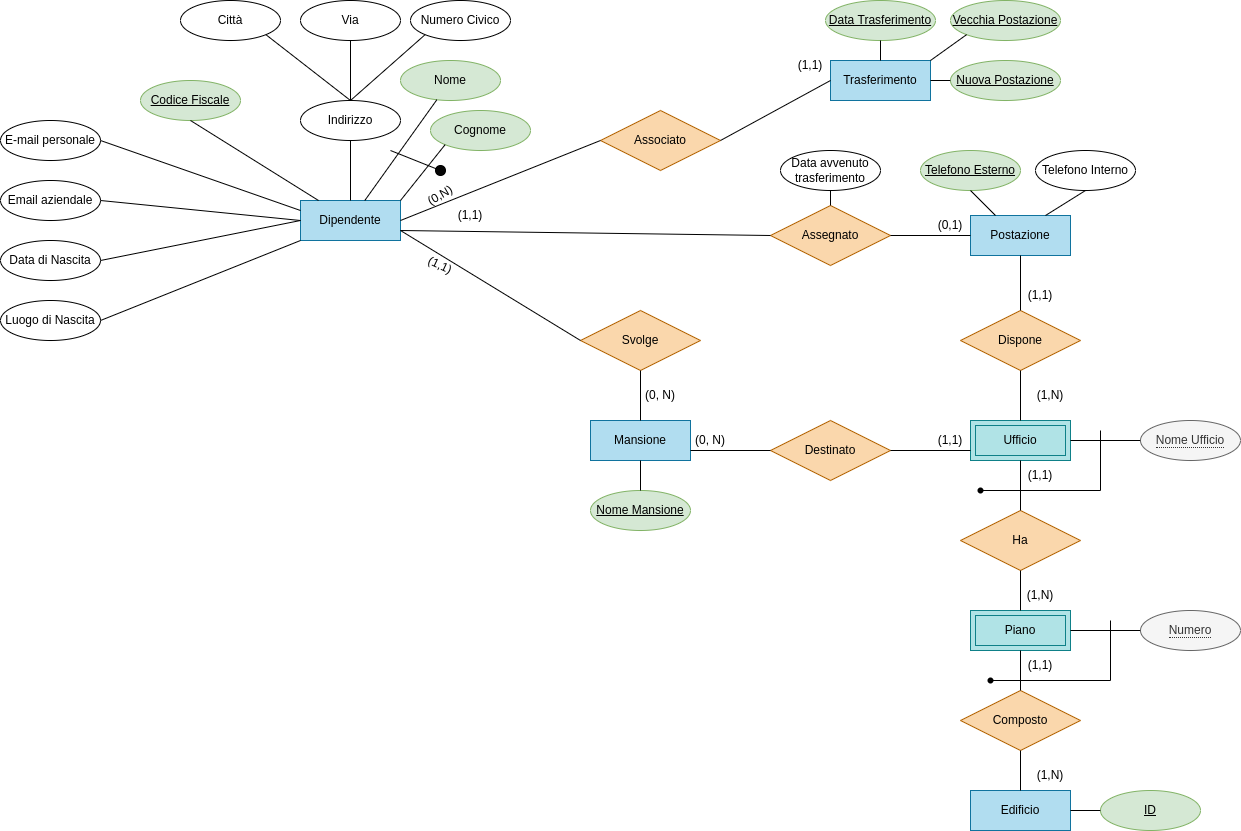 Città
Via
Numero Civico
Data Trasferimento
Vecchia Postazione
Nome
(1,1)
Trasferimento
Nuova Postazione
Codice Fiscale
Indirizzo
Cognome
E-mail personale
Associato
Data avvenuto
trasferimento
Telefono Esterno
Telefono Interno
Email aziendale
(0,N)
Dipendente
(1,1)
Assegnato
(0,1)
Postazione
Data di Nascita
(1,1)
(1,1)
Luogo di Nascita
Svolge
Dispone
(0, N)
(1,N)
Mansione
(0, N)
Destinato
(1,1)
Ufficio
Nome Ufficio
(1,1)
Nome Mansione
Ha
(1,N)
Piano
Numero
(1,1)
Composto
(1,N)
Edificio
ID